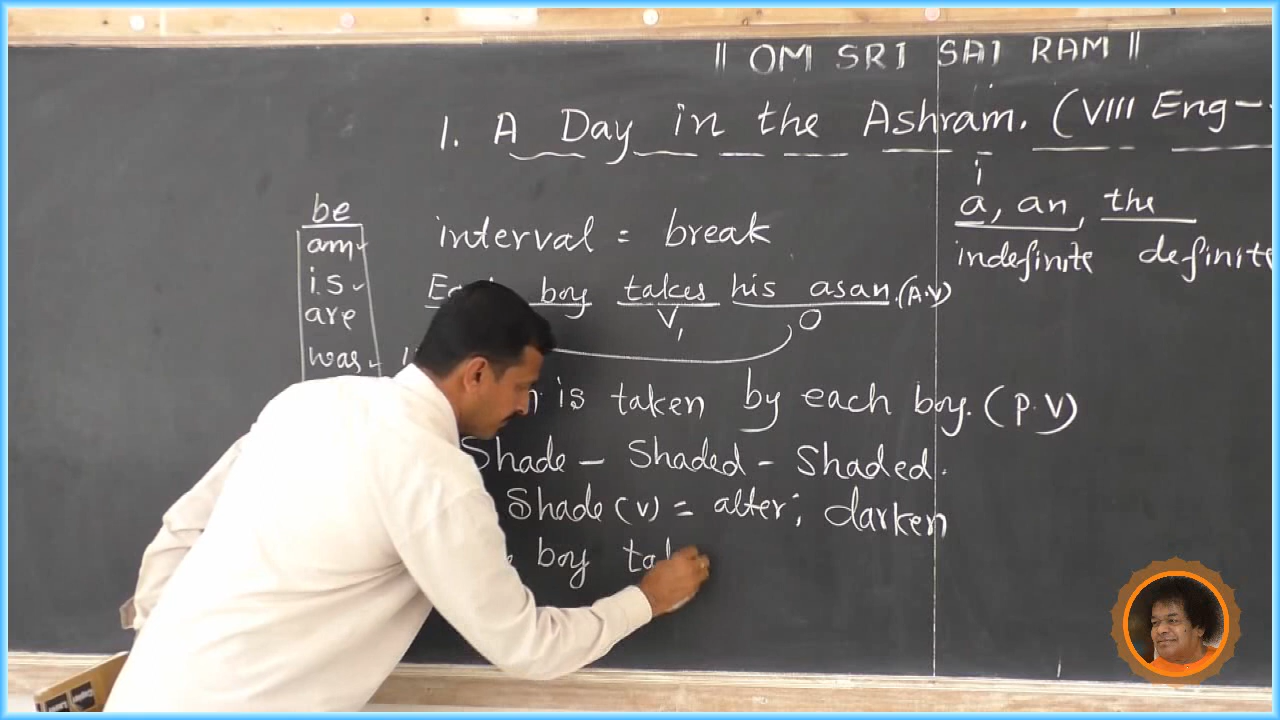 || OM SRI SAI RAM ||
1. A Day in the Ashram. (VIII Eng-
i
a, an, the
indefinite definite
be
am
is
are
was
interval = break
boy takes his asan. (A.V)
V, O
is taken by each boy. (P.V)
Shade - Shaded - Shaded.
Shade (v) = alter; darken
boy